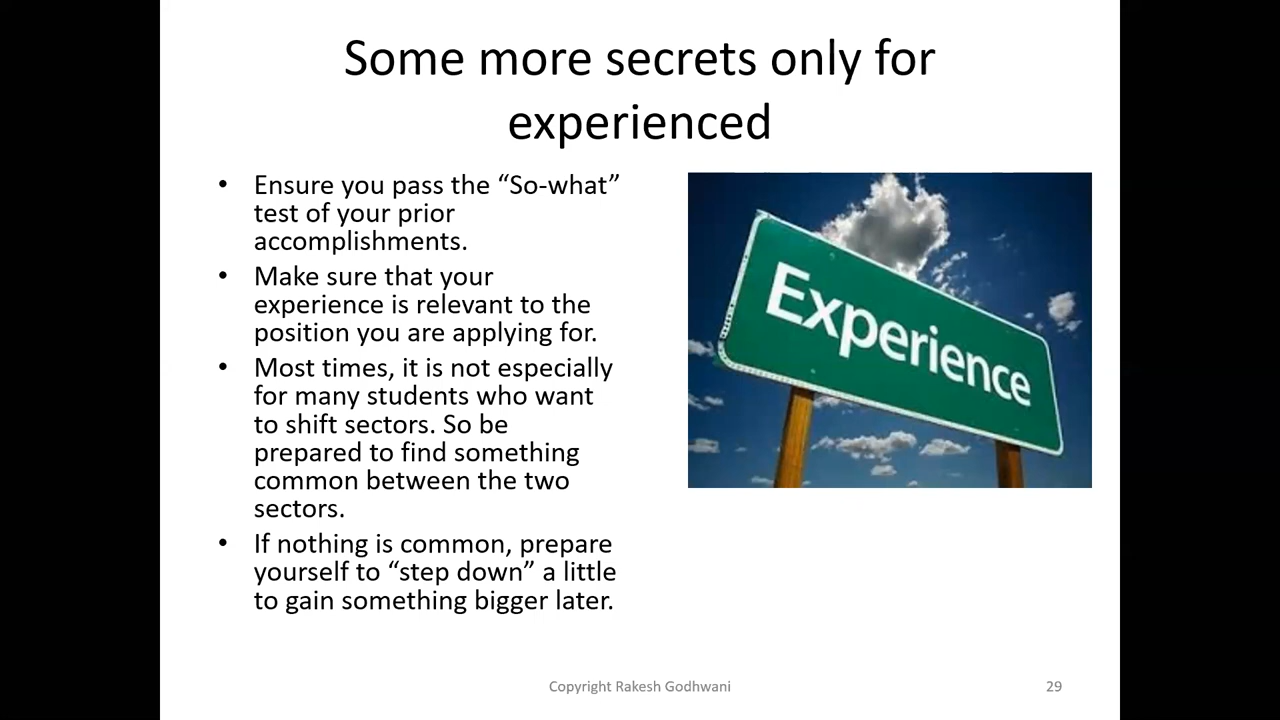 Some more secrets only for
experienced
• Ensure you pass the “So-what”
test of your prior
accomplishments.
• Make sure that your
experience is relevant to the
position you are applying for.
• Most times, it is not especially
for many students who want
to shift sectors. So be
prepared to find something
common between the two
sectors.
• If nothing is common, prepare
yourself to “step down” a little
to gain something bigger later.
Experience
Copyright Rakesh Godhwani
29